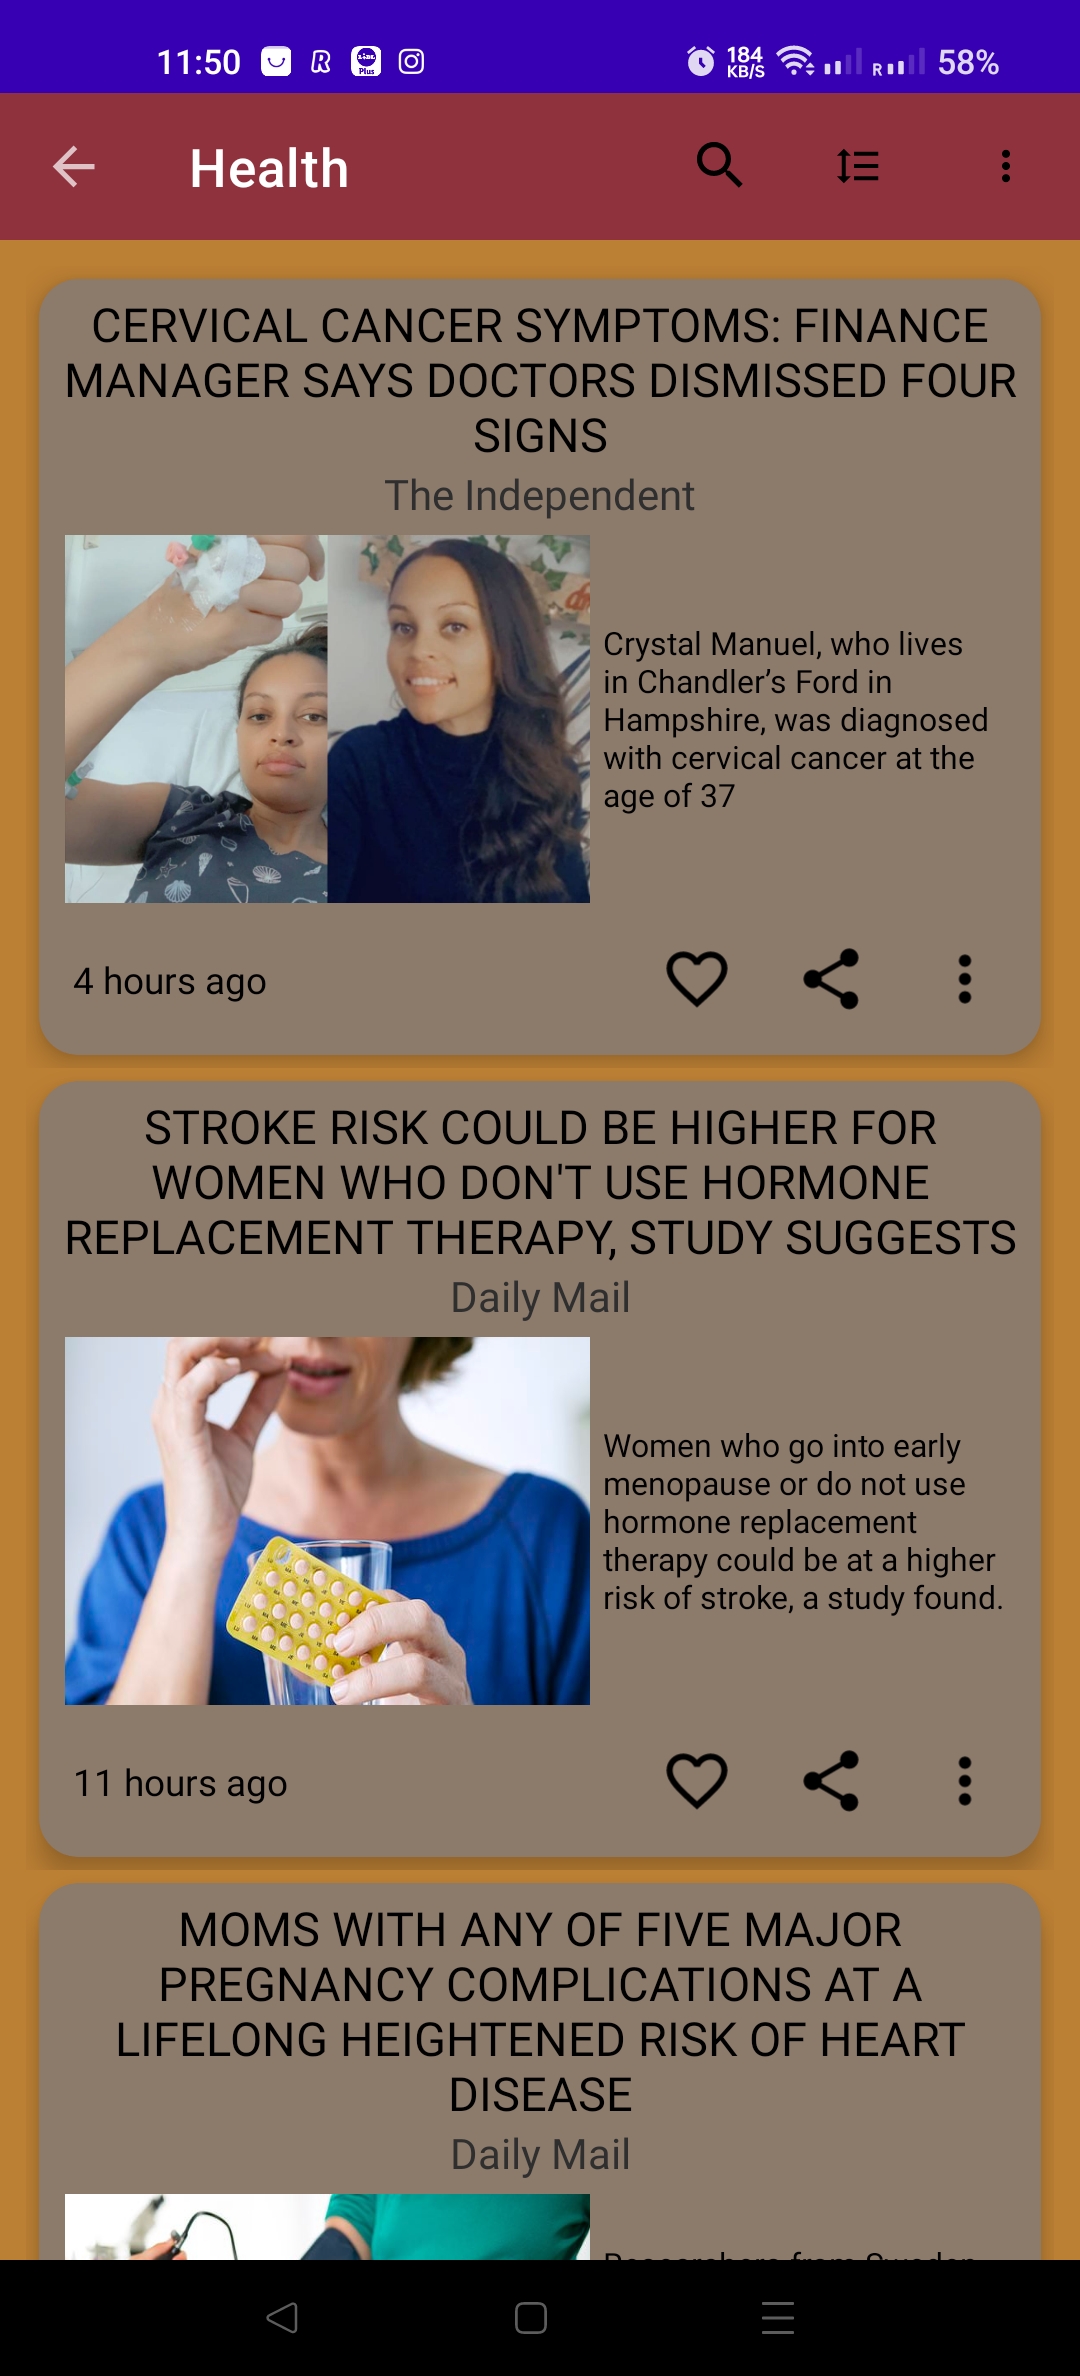 11:50
184
KB/S
R
58%
Health
CERVICAL CANCER SYMPTOMS: FINANCE
MANAGER SAYS DOCTORS DISMISSED FOUR
SIGNS
The Independent
Crystal Manuel, who lives
in Chandler’s Ford in
Hampshire, was diagnosed
with cervical cancer at the
age of 37
4 hours ago
STROKE RISK COULD BE HIGHER FOR
WOMEN WHO DON'T USE HORMONE
REPLACEMENT THERAPY, STUDY SUGGESTS
Daily Mail
Women who go into early
menopause or do not use
hormone replacement
therapy could be at a higher
risk of stroke, a study found.
11 hours ago
MOMS WITH ANY OF FIVE MAJOR
PREGNANCY COMPLICATIONS AT A
LIFELONG HEIGHTENED RISK OF HEART
DISEASE
Daily Mail
Researchers from Sweden